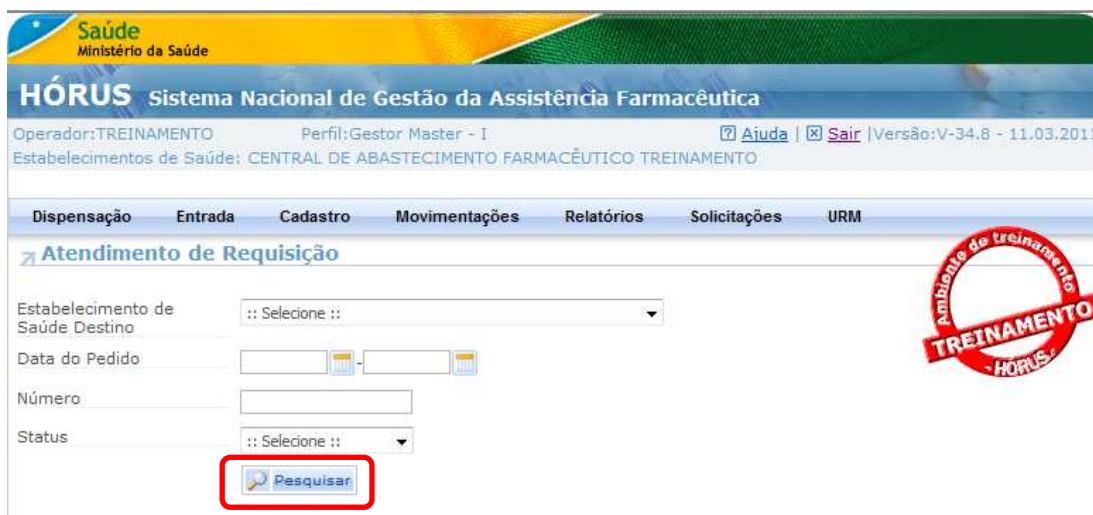 Saúde
Ministério da Saúde
HÓRUS Sistema Nacional de Gestão da Assistência Farmacêutica
Operador:TREINAMENTO Perfil:Gestor Master - I Ajuda | Sair |Versão:V-34.8 - 11.03.2011
Estabelecimentos de Saúde: CENTRAL DE ABASTECIMENTO FARMACÊUTICO TREINAMENTO
Dispensação Entrada Cadastro Movimentações Relatórios Solicitações URM
Atendimento de Requisição
Ambiente de treinamento
TREINAMENTO
- HÓRUS -
Estabelecimento de
Saúde Destino
:: Selecione ::
Data do Pedido -
Número
Status :: Selecione ::
Pesquisar